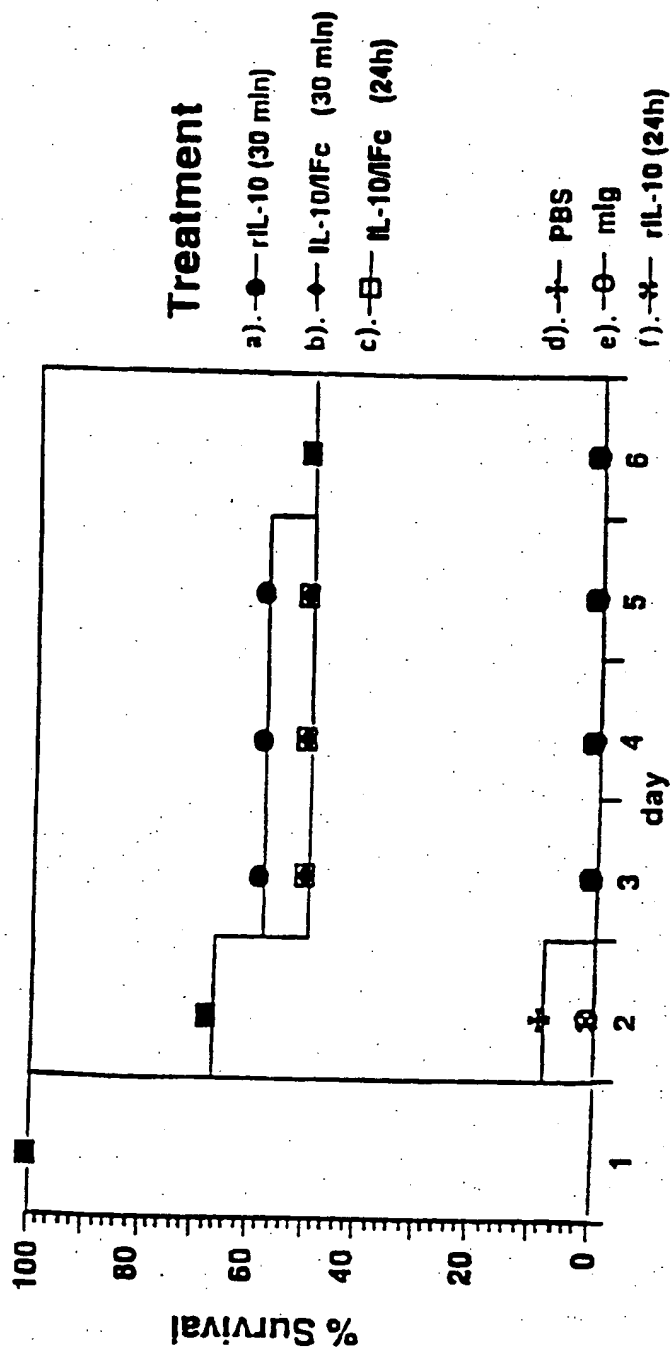 Treatment
a). rIL-10 (30 min)
b). IL-10/IFc (30 min)
c). IL-10/IFc (24h)
d). PBS
e). mIg
f). rIL-10 (24h)
% Survival
100
80
60
40
20
0
1
2
3
4
5
6
day